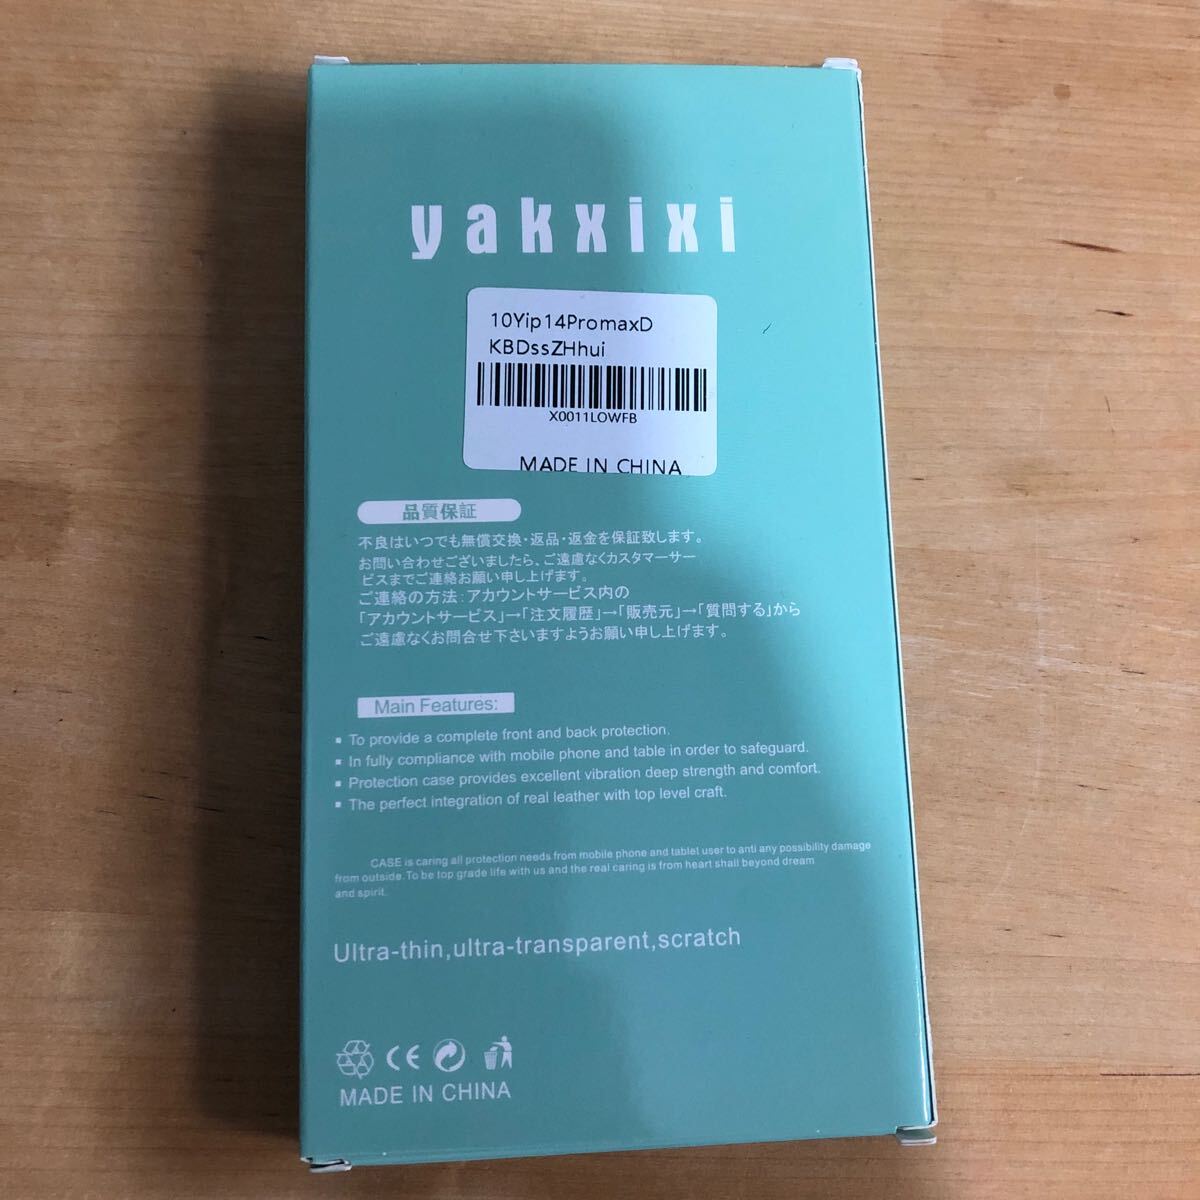 yakxixi
10Yip14PromaxD
KBDssZHhui
X0011LOWFB
MADE IN CHINA
品質保証
不良はいつでも無償交換・返品・返金を保証致します。
お問い合わせございましたら、ご遠慮なくカスタマーサー
ビスまでご連絡お願い申し上げます。
ご連絡の方法：アカウントサービス内の
「アカウントサービス」→「注文履歴」→「販売元」→「質問する」から
ご遠慮なくお問合せ下さいますようお願い申し上げます。
Main Features:
▪ To provide a complete front and back protection.
▪ In fully compliance with mobile phone and table in order to safeguard.
▪ Protection case provides excellent vibration deep strength and comfort.
▪ The perfect integration of real leather with top level craft.
CASE is caring all protection needs from mobile phone and tablet user to anti any possibility damage
from outside.To be top grade life with us and the real caring is from heart shall beyond dream
and spirit.
Ultra-thin,ultra-transparent,scratch
CE
MADE IN CHINA